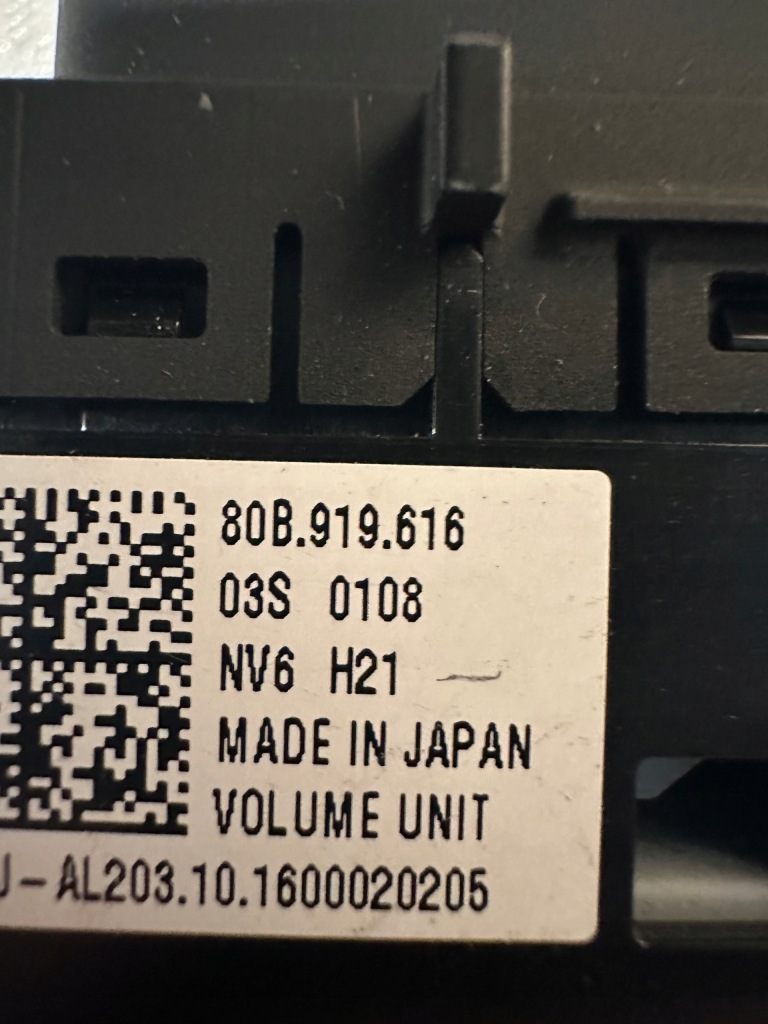 80B.919.616
03S 0108
NV6 H21
MADE IN JAPAN
VOLUME UNIT
J-AL203.10.1600020205